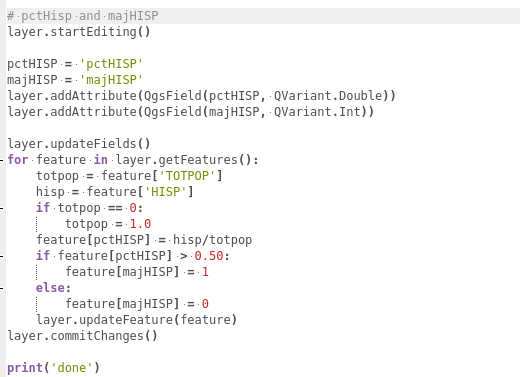 # pctHisp and majHISP
layer.startEditing()

pctHISP = 'pctHISP'
majHISP = 'majHISP'
layer.addAttribute(QgsField(pctHISP, QVariant.Double))
layer.addAttribute(QgsField(majHISP, QVariant.Int))

layer.updateFields()
for feature in layer.getFeatures():
    totpop = feature['TOTPOP']
    hisp = feature['HISP']
    if totpop == 0:
        totpop = 1.0
    feature[pctHISP] = hisp/totpop
    if feature[pctHISP] > 0.50:
        feature[majHISP] = 1
    else:
        feature[majHISP] = 0
    layer.updateFeature(feature)
layer.commitChanges()

print('done')